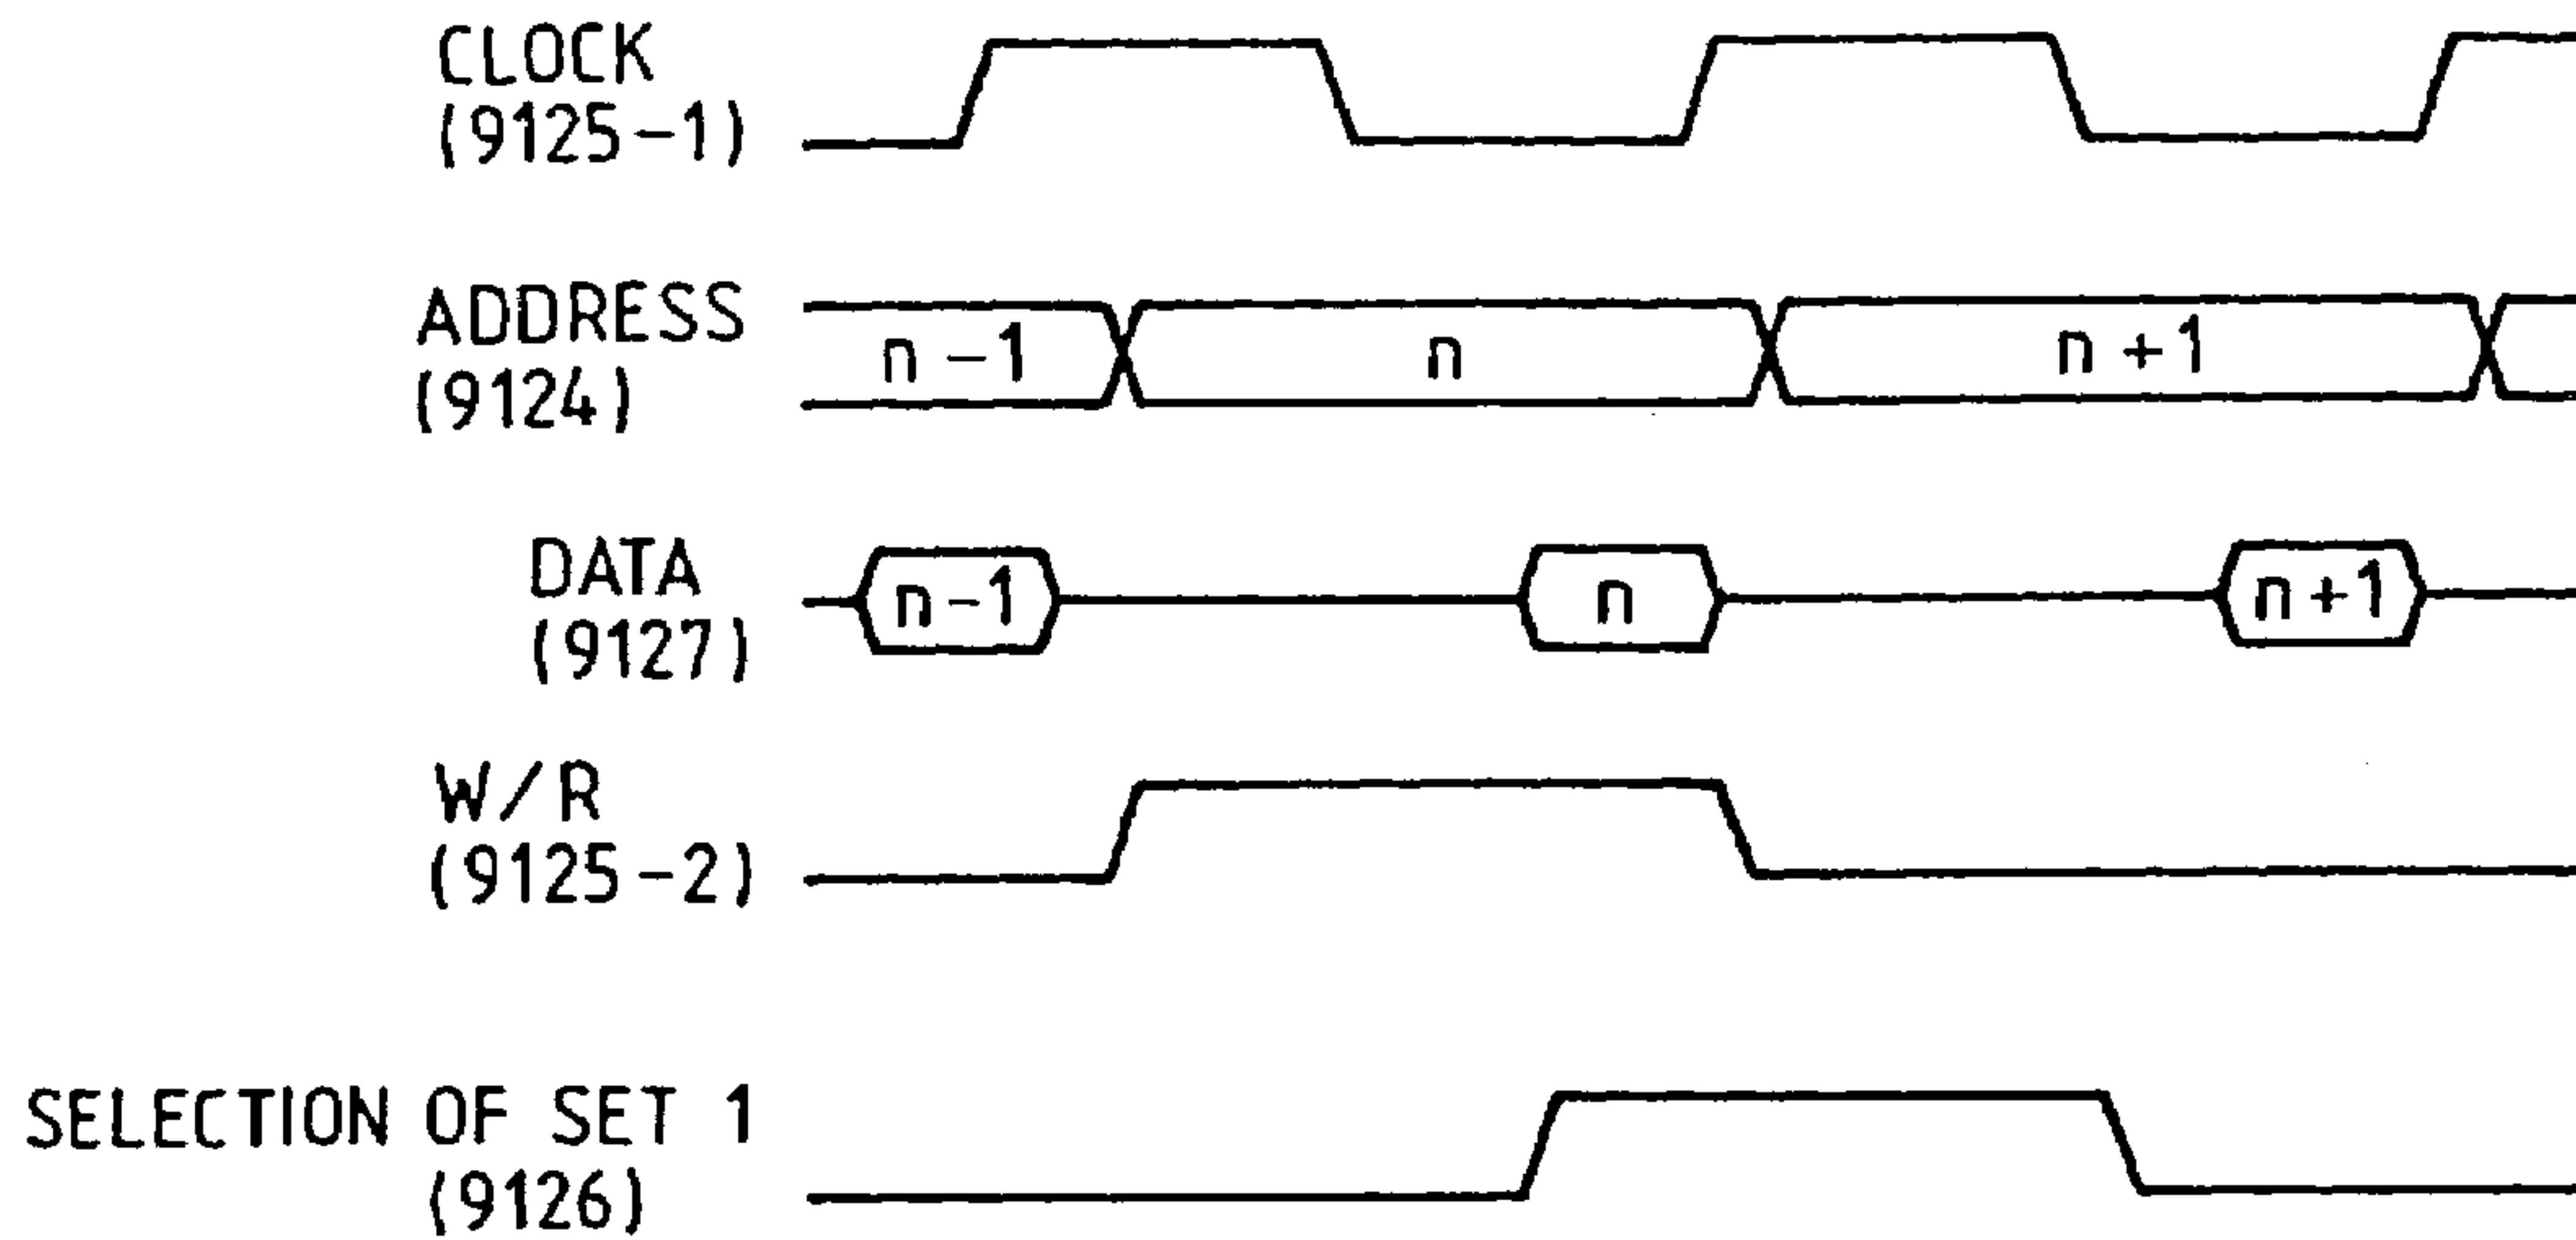 CLOCK
(9125-1)
ADDRESS
(9124)
n-1
n
n+1
DATA
(9127)
n-1
n
n+1
W/R
(9125-2)
SELECTION OF SET 1
(9126)